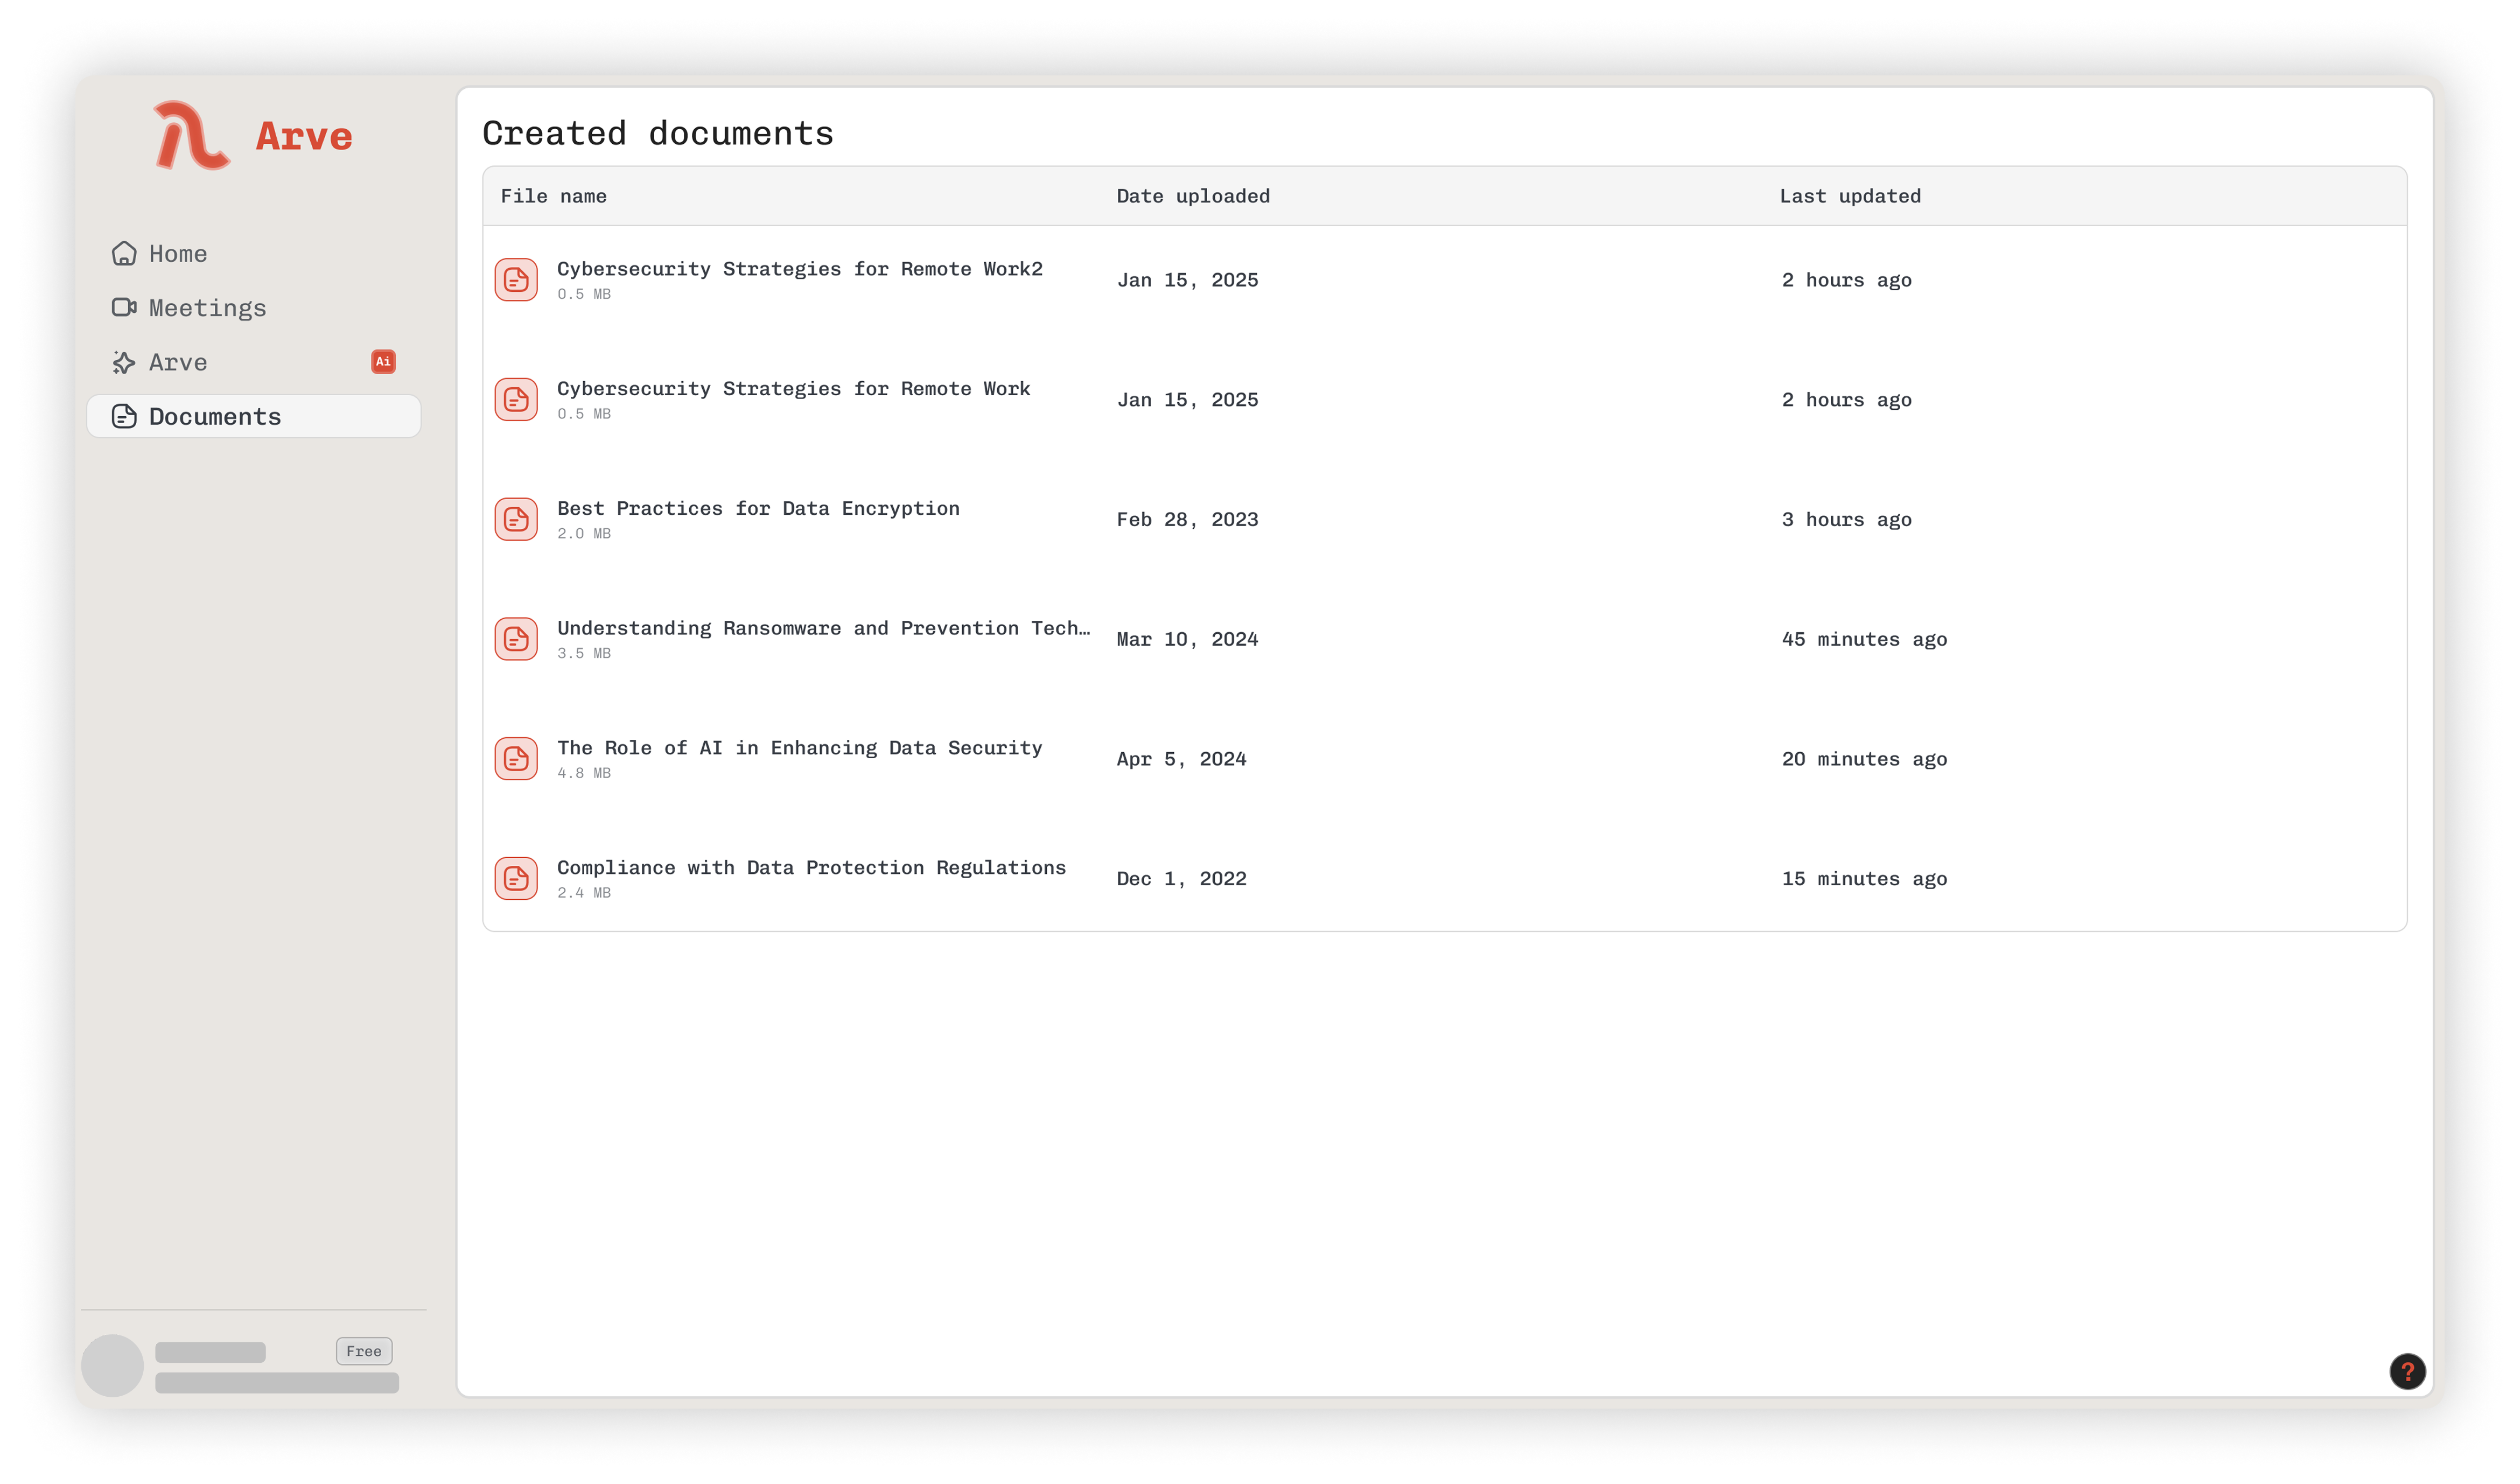 Arve
Home
Meetings
Arve
Ai
Documents
Free
Created documents
File name Date uploaded Last updated
Cybersecurity Strategies for Remote Work2
0.5 MB
Jan 15, 2025
2 hours ago
Cybersecurity Strategies for Remote Work
0.5 MB
Jan 15, 2025
2 hours ago
Best Practices for Data Encryption
2.0 MB
Feb 28, 2023
3 hours ago
Understanding Ransomware and Prevention Tech…
3.5 MB
Mar 10, 2024
45 minutes ago
The Role of AI in Enhancing Data Security
4.8 MB
Apr 5, 2024
20 minutes ago
Compliance with Data Protection Regulations
2.4 MB
Dec 1, 2022
15 minutes ago
?